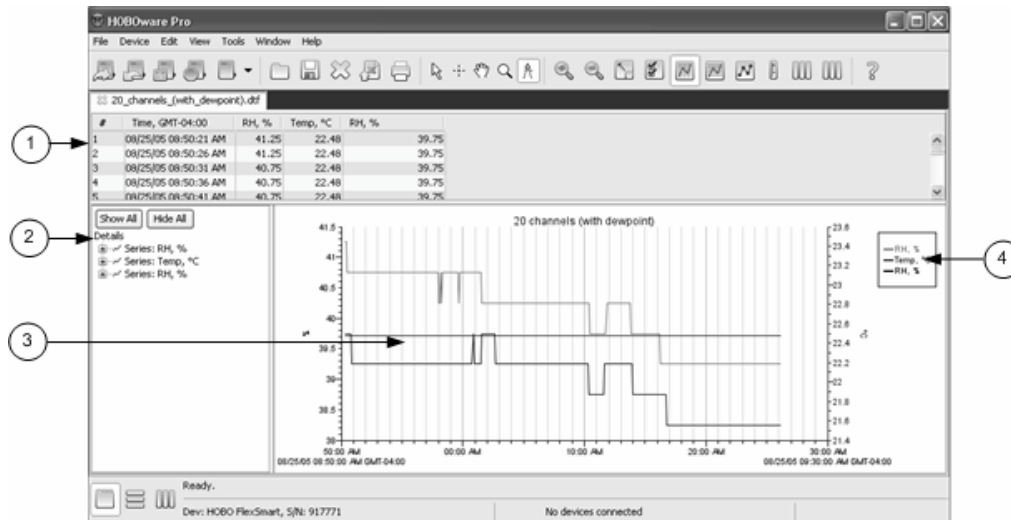 HOBOware Pro
File Device Edit View Tools Window Help
20_channels_(with_dewpoint).dtf
# Time, GMT-04:00 RH, % Temp, °C RH, %
1 08/25/05 08:50:21 AM 41.25 22.48 39.75
2 08/25/05 08:50:26 AM 41.25 22.48 39.75
3 08/25/05 08:50:31 AM 40.75 22.48 39.75
4 08/25/05 08:50:36 AM 40.75 22.48 39.75
5 08/25/05 08:50:41 AM 40.75 22.48 39.75
1
Show All Hide All
Details
Series: RH, %
Series: Temp, °C
Series: RH, %
2
20 channels (with dewpoint)
41.5
41
40.5
40
39.5
39
38.5
38
%
3
23.6
23.4
23.2
23
22.8
22.6
22.4
22.2
22
21.8
21.6
21.4
°C
RH, %
Temp, °
RH, %
4
50:00 AM 00:00 AM 10:00 AM 20:00 AM 30:00 AM
08/25/05 08:50:00 AM GMT-04:00 08/25/05 09:30:00 AM GMT-04:00
Ready.
Dev: HOBO FlexSmart, S/N: 917771 No devices connected